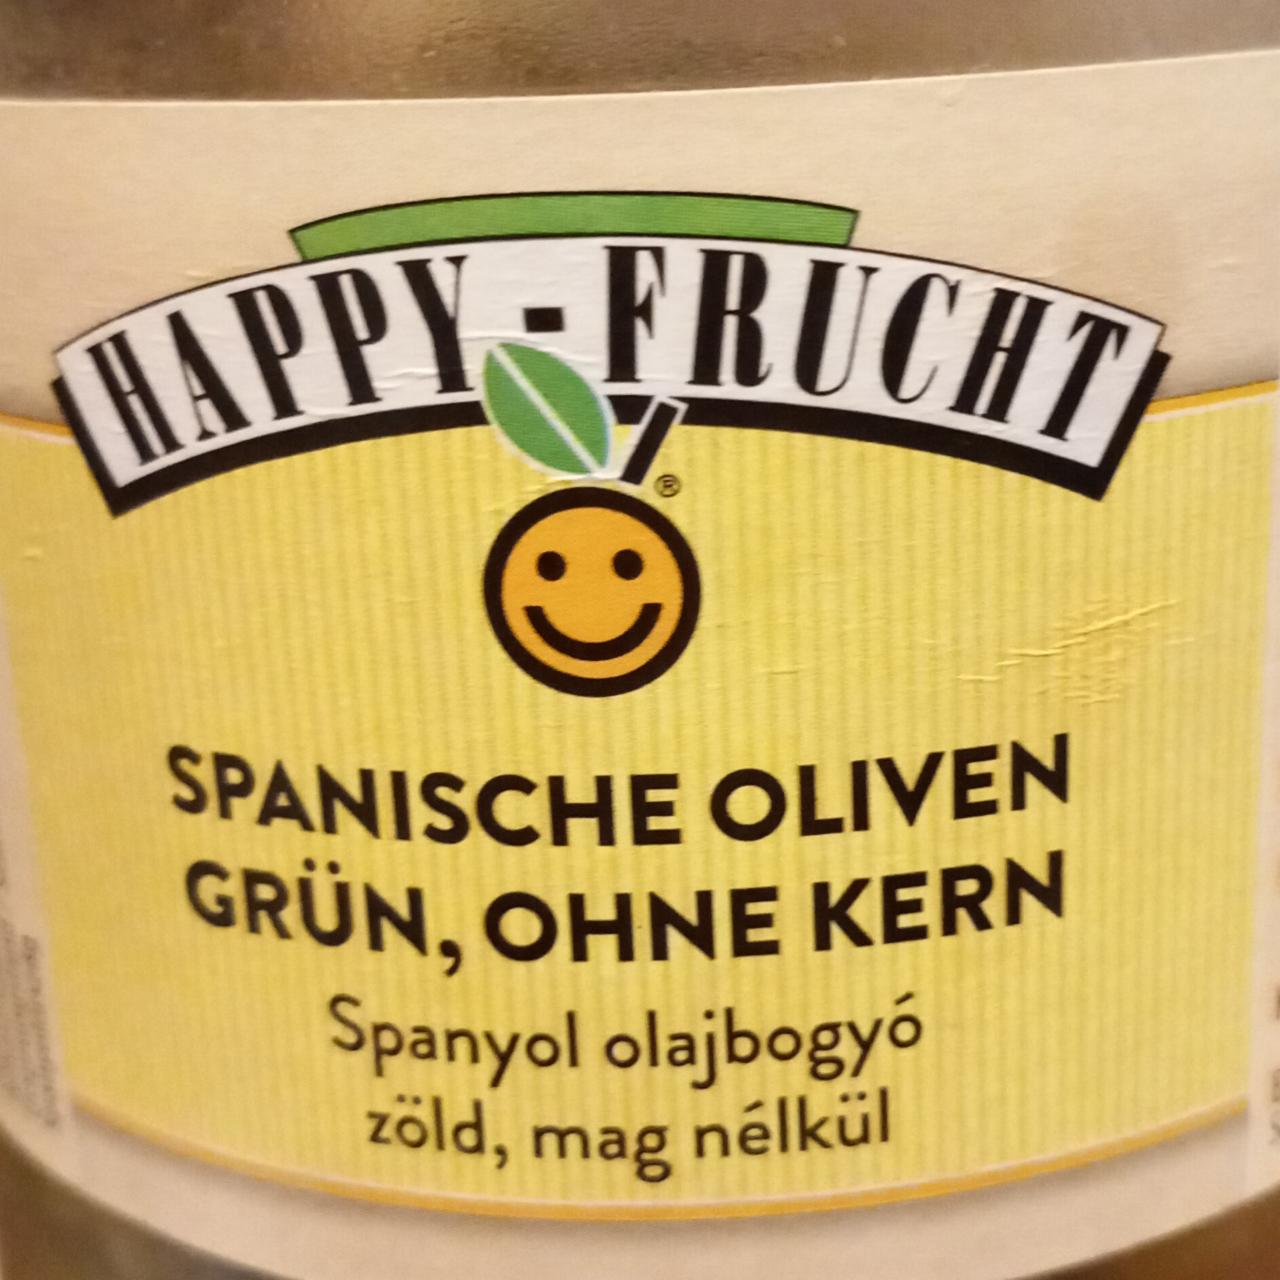 HAPPY-FRUCHT
®
SPANISCHE OLIVEN
GRÜN, OHNE KERN
Spanyol olajbogyó
zöld, mag nélkül